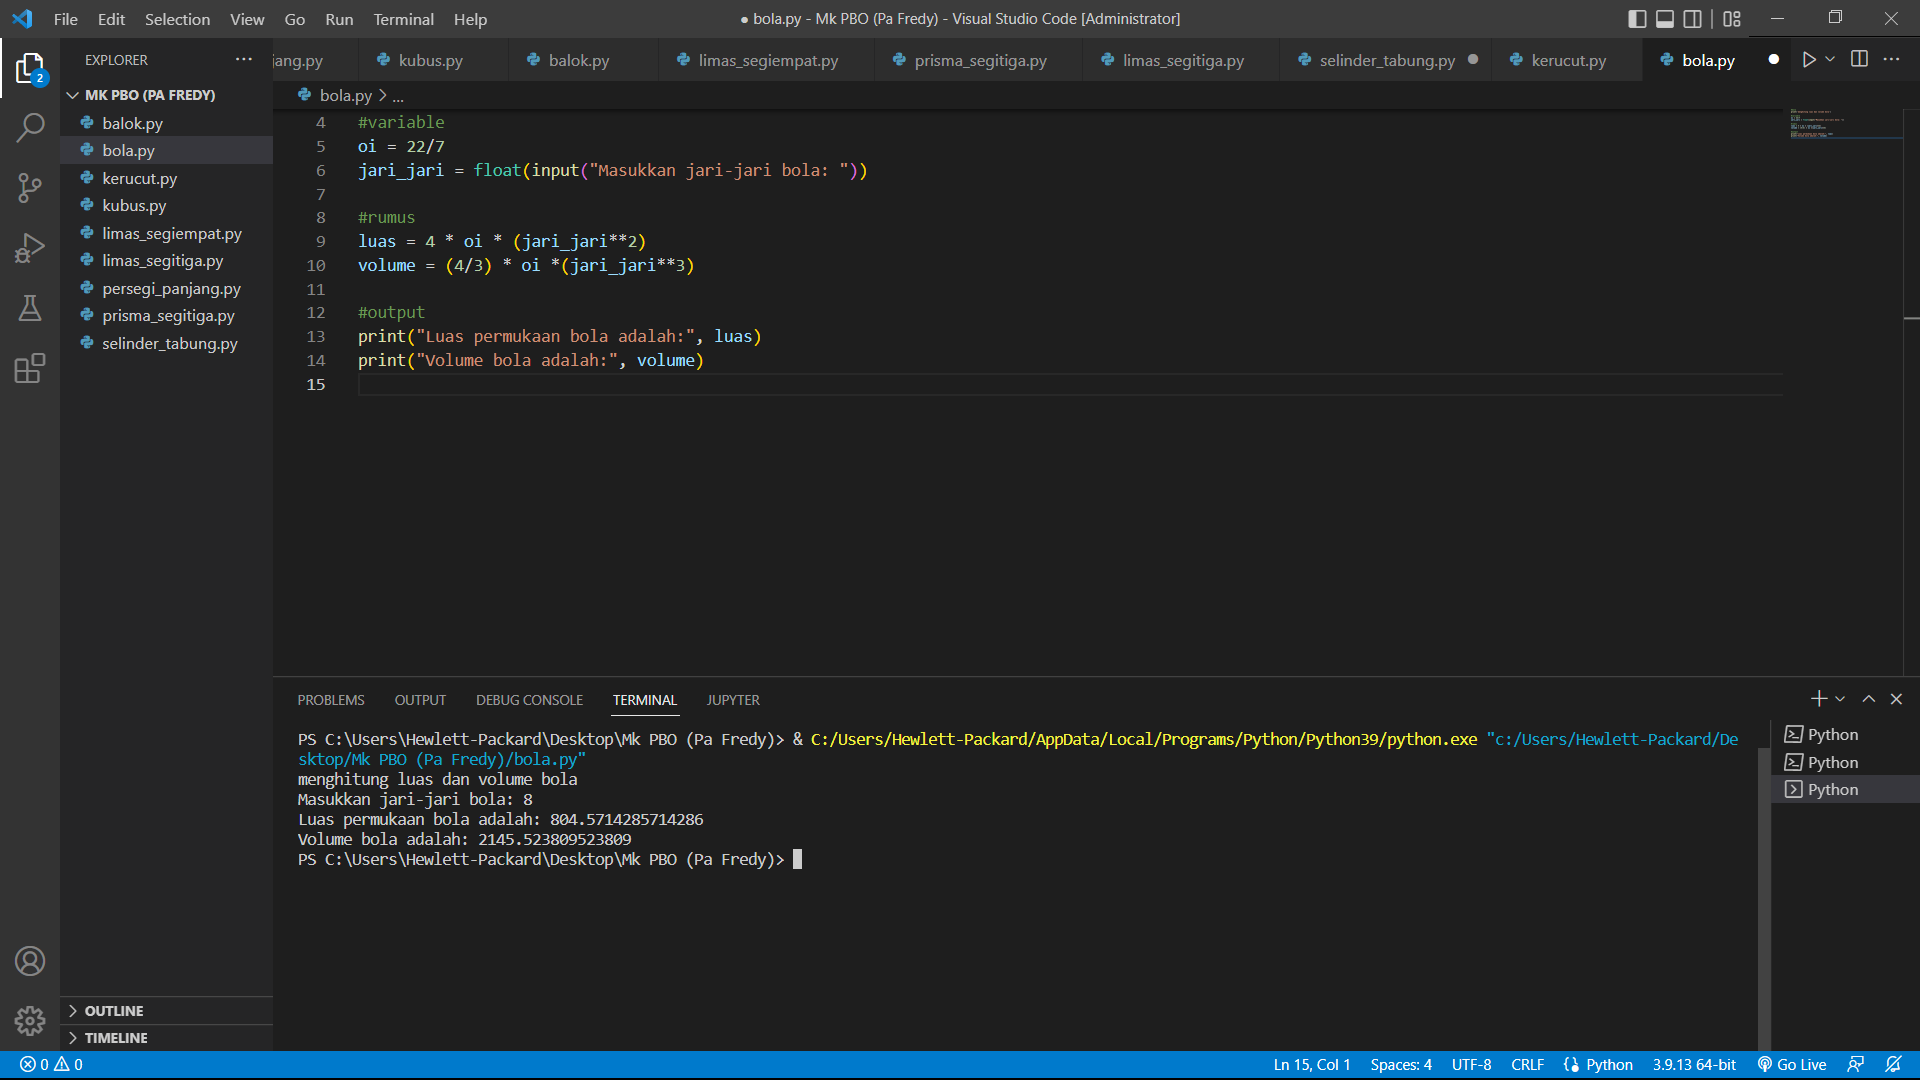 File Edit Selection View Go Run Terminal Help
● bola.py - Mk PBO (Pa Fredy) - Visual Studio Code [Administrator]
EXPLORER
jang.py kubus.py balok.py limas_segiempat.py prisma_segitiga.py limas_segitiga.py selinder_tabung.py kerucut.py bola.py
MK PBO (PA FREDY)
2
balok.py
bola.py
kerucut.py
kubus.py
limas_segiempat.py
limas_segitiga.py
persegi_panjang.py
prisma_segitiga.py
selinder_tabung.py
OUTLINE
TIMELINE
bola.py > ...
4 #variable
5 oi = 22/7
6 jari_jari = float(input("Masukkan jari-jari bola: "))
7
8 #rumus
9 luas = 4 * oi * (jari_jari**2)
10 volume = (4/3) * oi *(jari_jari**3)
11
12 #output
13 print("Luas permukaan bola adalah:", luas)
14 print("Volume bola adalah:", volume)
15
PROBLEMS OUTPUT DEBUG CONSOLE TERMINAL JUPYTER
PS C:\Users\Hewlett-Packard\Desktop\Mk PBO (Pa Fredy)> & C:/Users/Hewlett-Packard/AppData/Local/Programs/Python/Python39/python.exe "c:/Users/Hewlett-Packard/De
sktop/Mk PBO (Pa Fredy)/bola.py"
menghitung luas dan volume bola
Masukkan jari-jari bola: 8
Luas permukaan bola adalah: 804.5714285714286
Volume bola adalah: 2145.523809523809
PS C:\Users\Hewlett-Packard\Desktop\Mk PBO (Pa Fredy)>
Python
Python
Python
0 0 Ln 15, Col 1 Spaces: 4 UTF-8 CRLF Python 3.9.13 64-bit Go Live